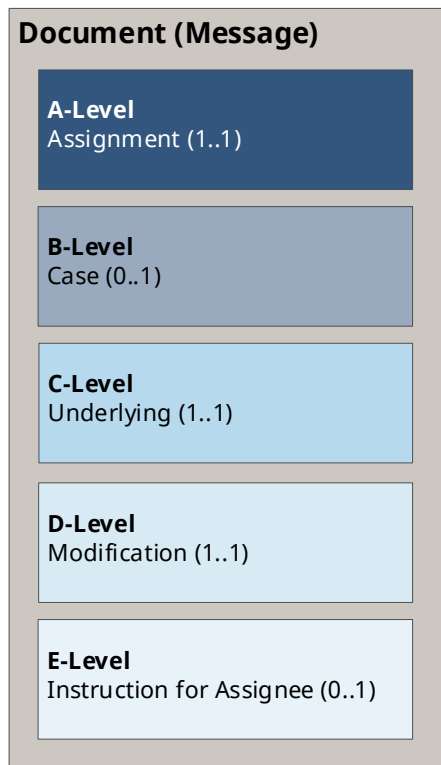 Document (Message)
A-Level
Assignment (1..1)
B-Level
Case (0..1)
C-Level
Underlying (1..1)
D-Level
Modification (1..1)
E-Level
Instruction for Assignee (0..1)